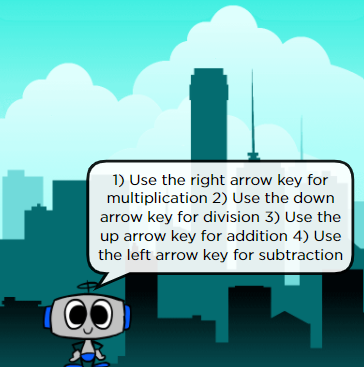 1) Use the right arrow key for
multiplication 2) Use the down
arrow key for division 3) Use the
up arrow key for addition 4) Use
the left arrow key for subtraction